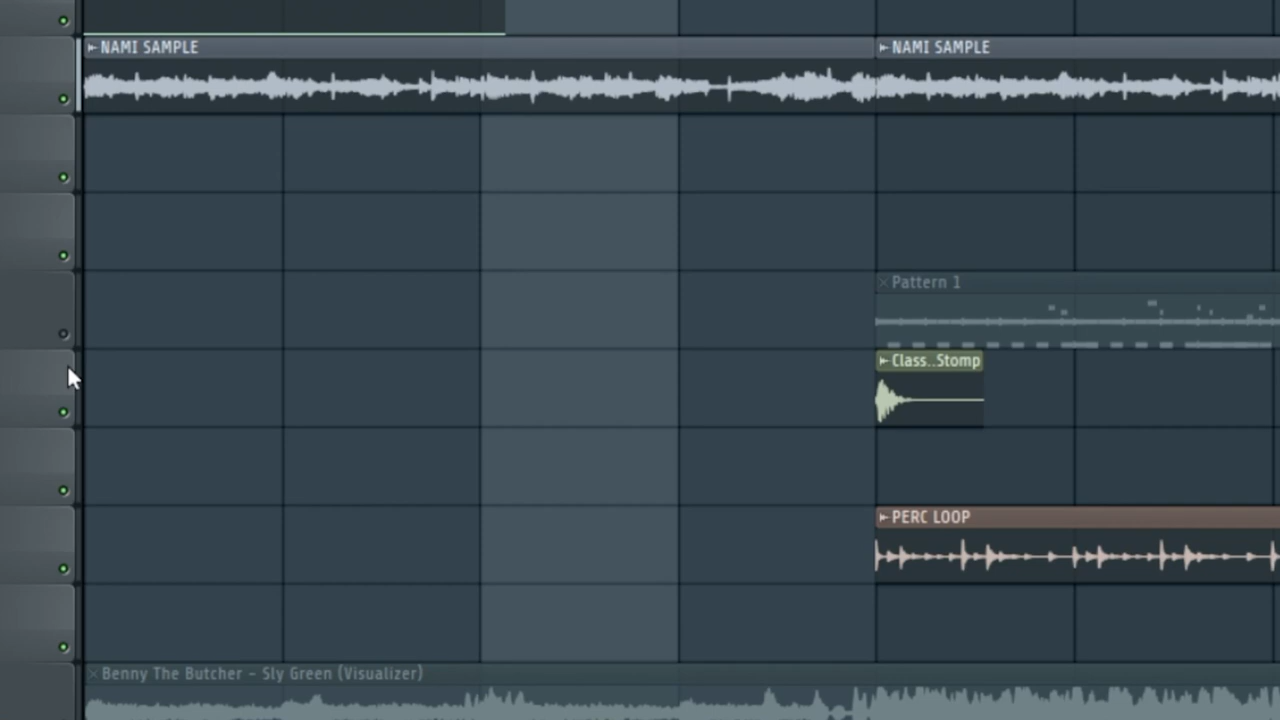 NAMI SAMPLE NAMI SAMPLE
Pattern 1
Class..Stomp
PERC LOOP
Benny The Butcher - Sly Green (Visualizer)